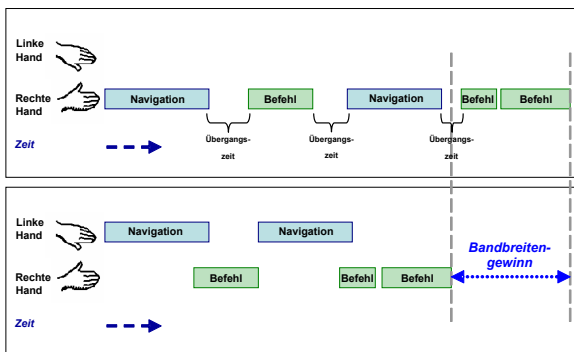 Linke
Hand
Rechte
Hand
Navigation
Befehl
Navigation
Befehl
Befehl
Übergangs-
zeit
Übergangs-
zeit
Übergangs-
zeit
Zeit
Linke
Hand
Navigation
Navigation
Bandbreiten-
gewinn
Rechte
Hand
Befehl
Befehl
Befehl
Zeit